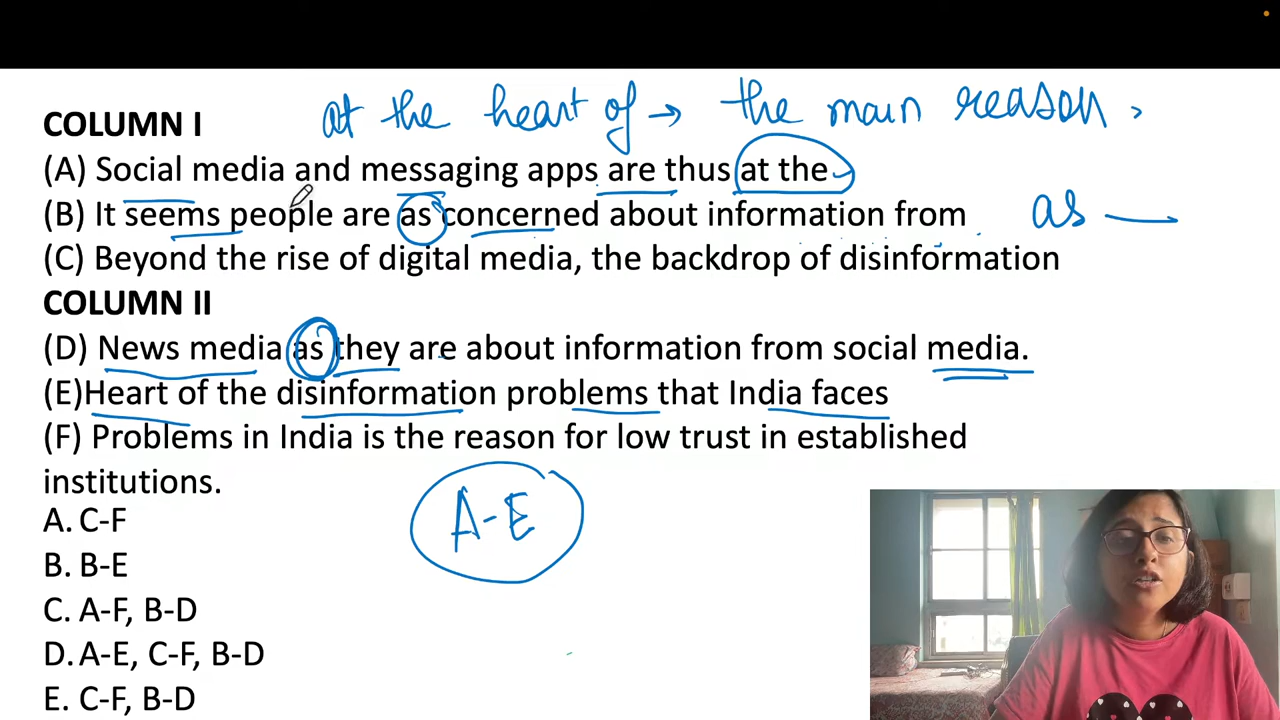 at the heart of → the main reason.
COLUMN I
(A) Social media and messaging apps are thus at the
(B) It seems people are as concerned about information from
as
(C) Beyond the rise of digital media, the backdrop of disinformation
COLUMN II
(D) News media as they are about information from social media.
(E)Heart of the disinformation problems that India faces
(F) Problems in India is the reason for low trust in established
institutions.
A-E
A. C-F
B. B-E
C. A-F, B-D
D. A-E, C-F, B-D
E. C-F, B-D